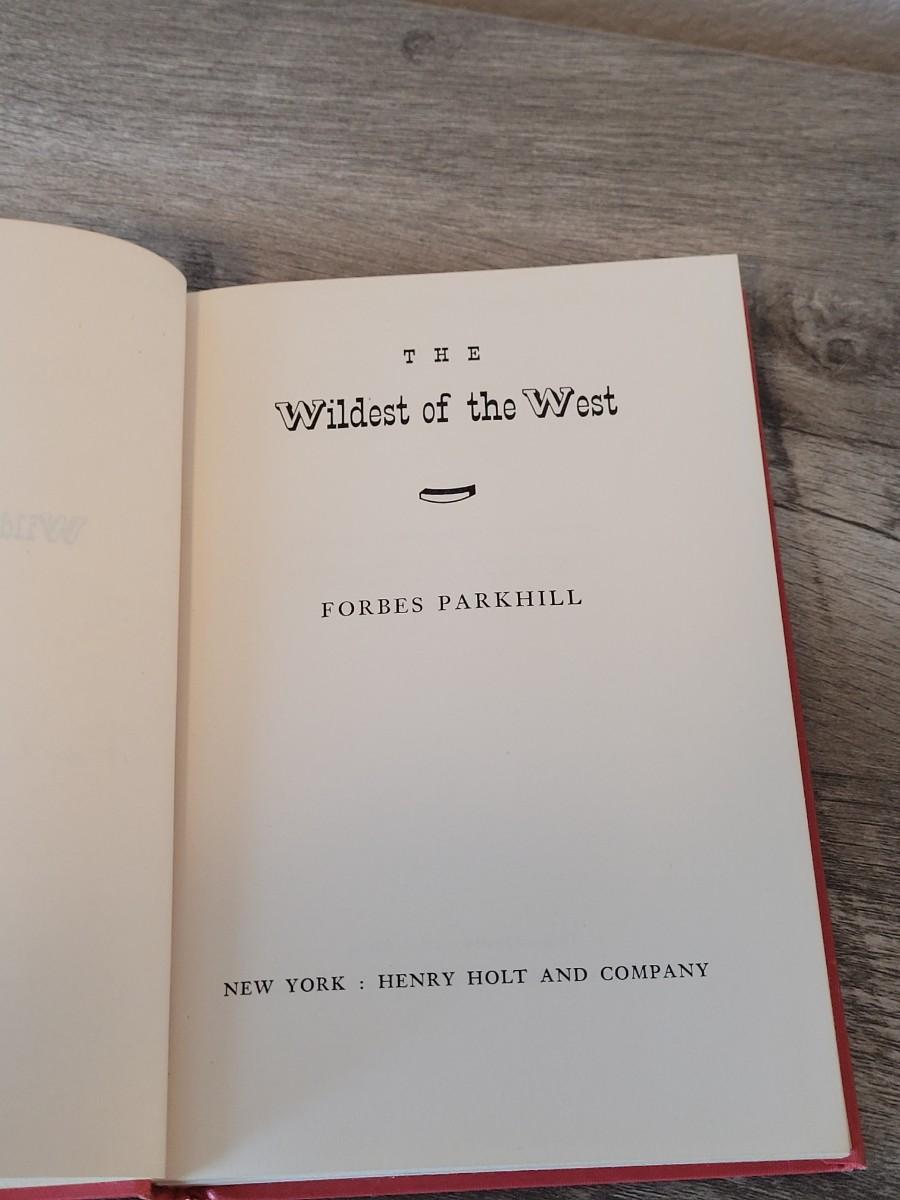 THE
Wildest of the West
FORBES PARKHILL
NEW YORK : HENRY HOLT AND COMPANY